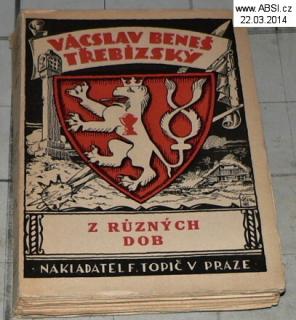 www.ABSI.cz
22.03.2014
VÁCSLAV BENEŠ
TŘEBÍZSKÝ
Z RŮZNÝCH
DOB
NAKLADATEL F. TOPIČ V PRAZE